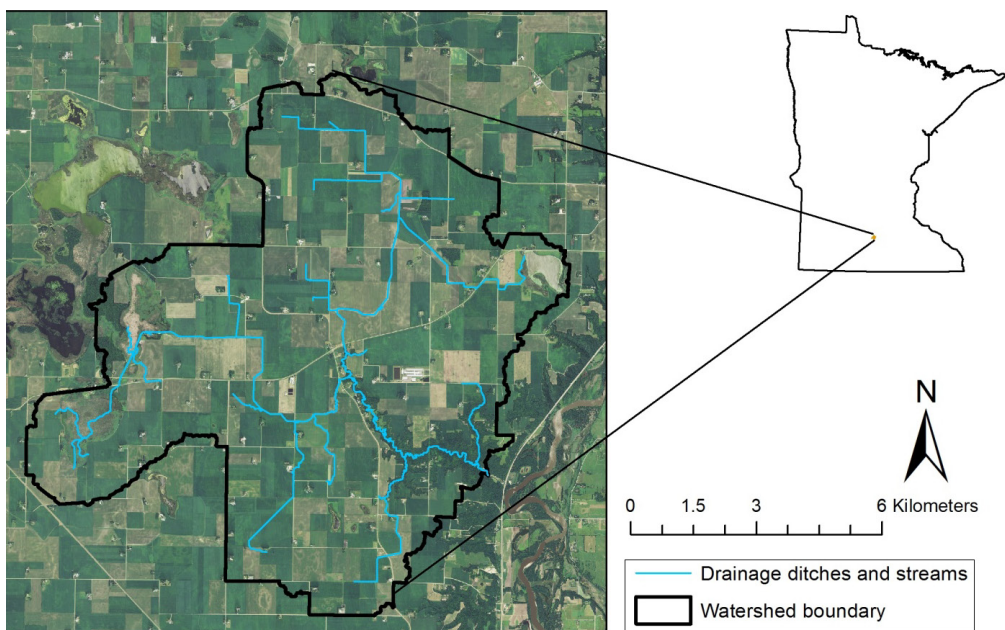 N
0 1.5 3 6 Kilometers
Drainage ditches and streams
Watershed boundary